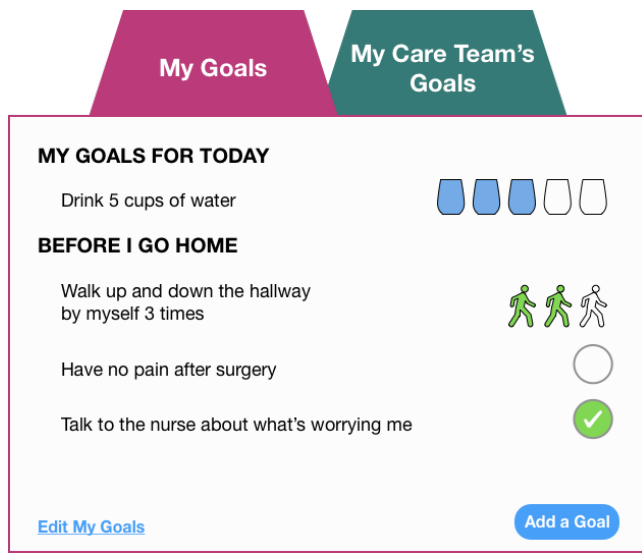 My Goals
My Care Team’s
Goals
MY GOALS FOR TODAY
Drink 5 cups of water
BEFORE I GO HOME
Walk up and down the hallway
by myself 3 times
Have no pain after surgery
Talk to the nurse about what’s worrying me
Edit My Goals
Add a Goal